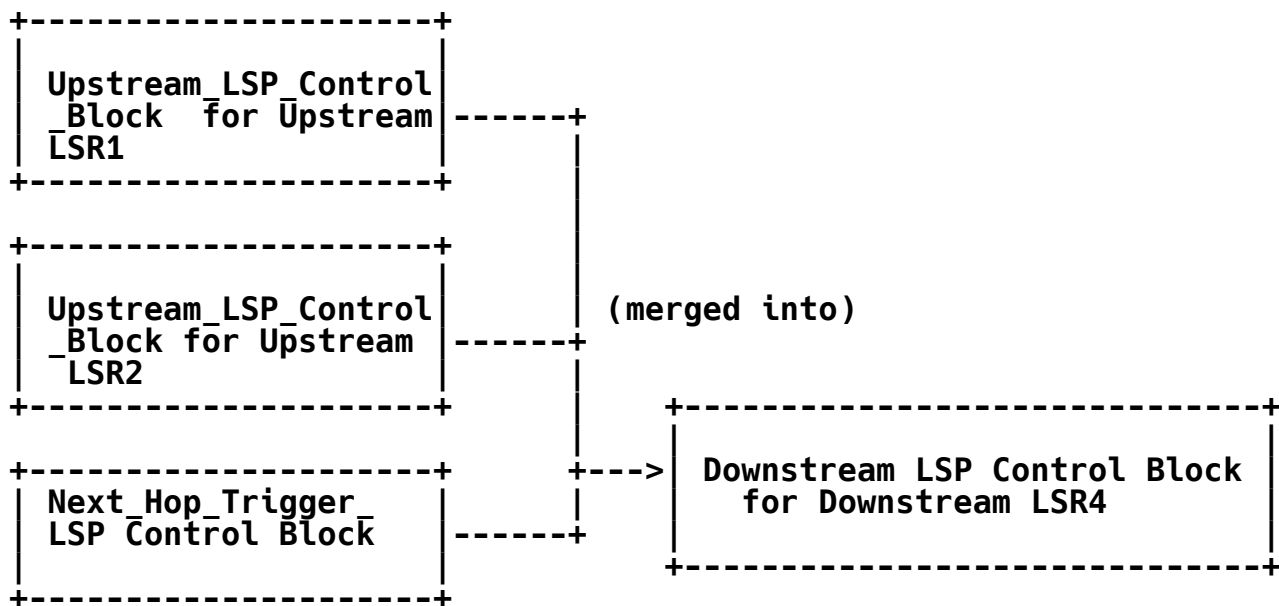 Upstream_LSP_Control
_Block  for Upstream
LSR1
Upstream_LSP_Control
_Block for Upstream
LSR2
(merged into)
Next_Hop_Trigger_
LSP Control Block
Downstream LSP Control Block
for Downstream LSR4